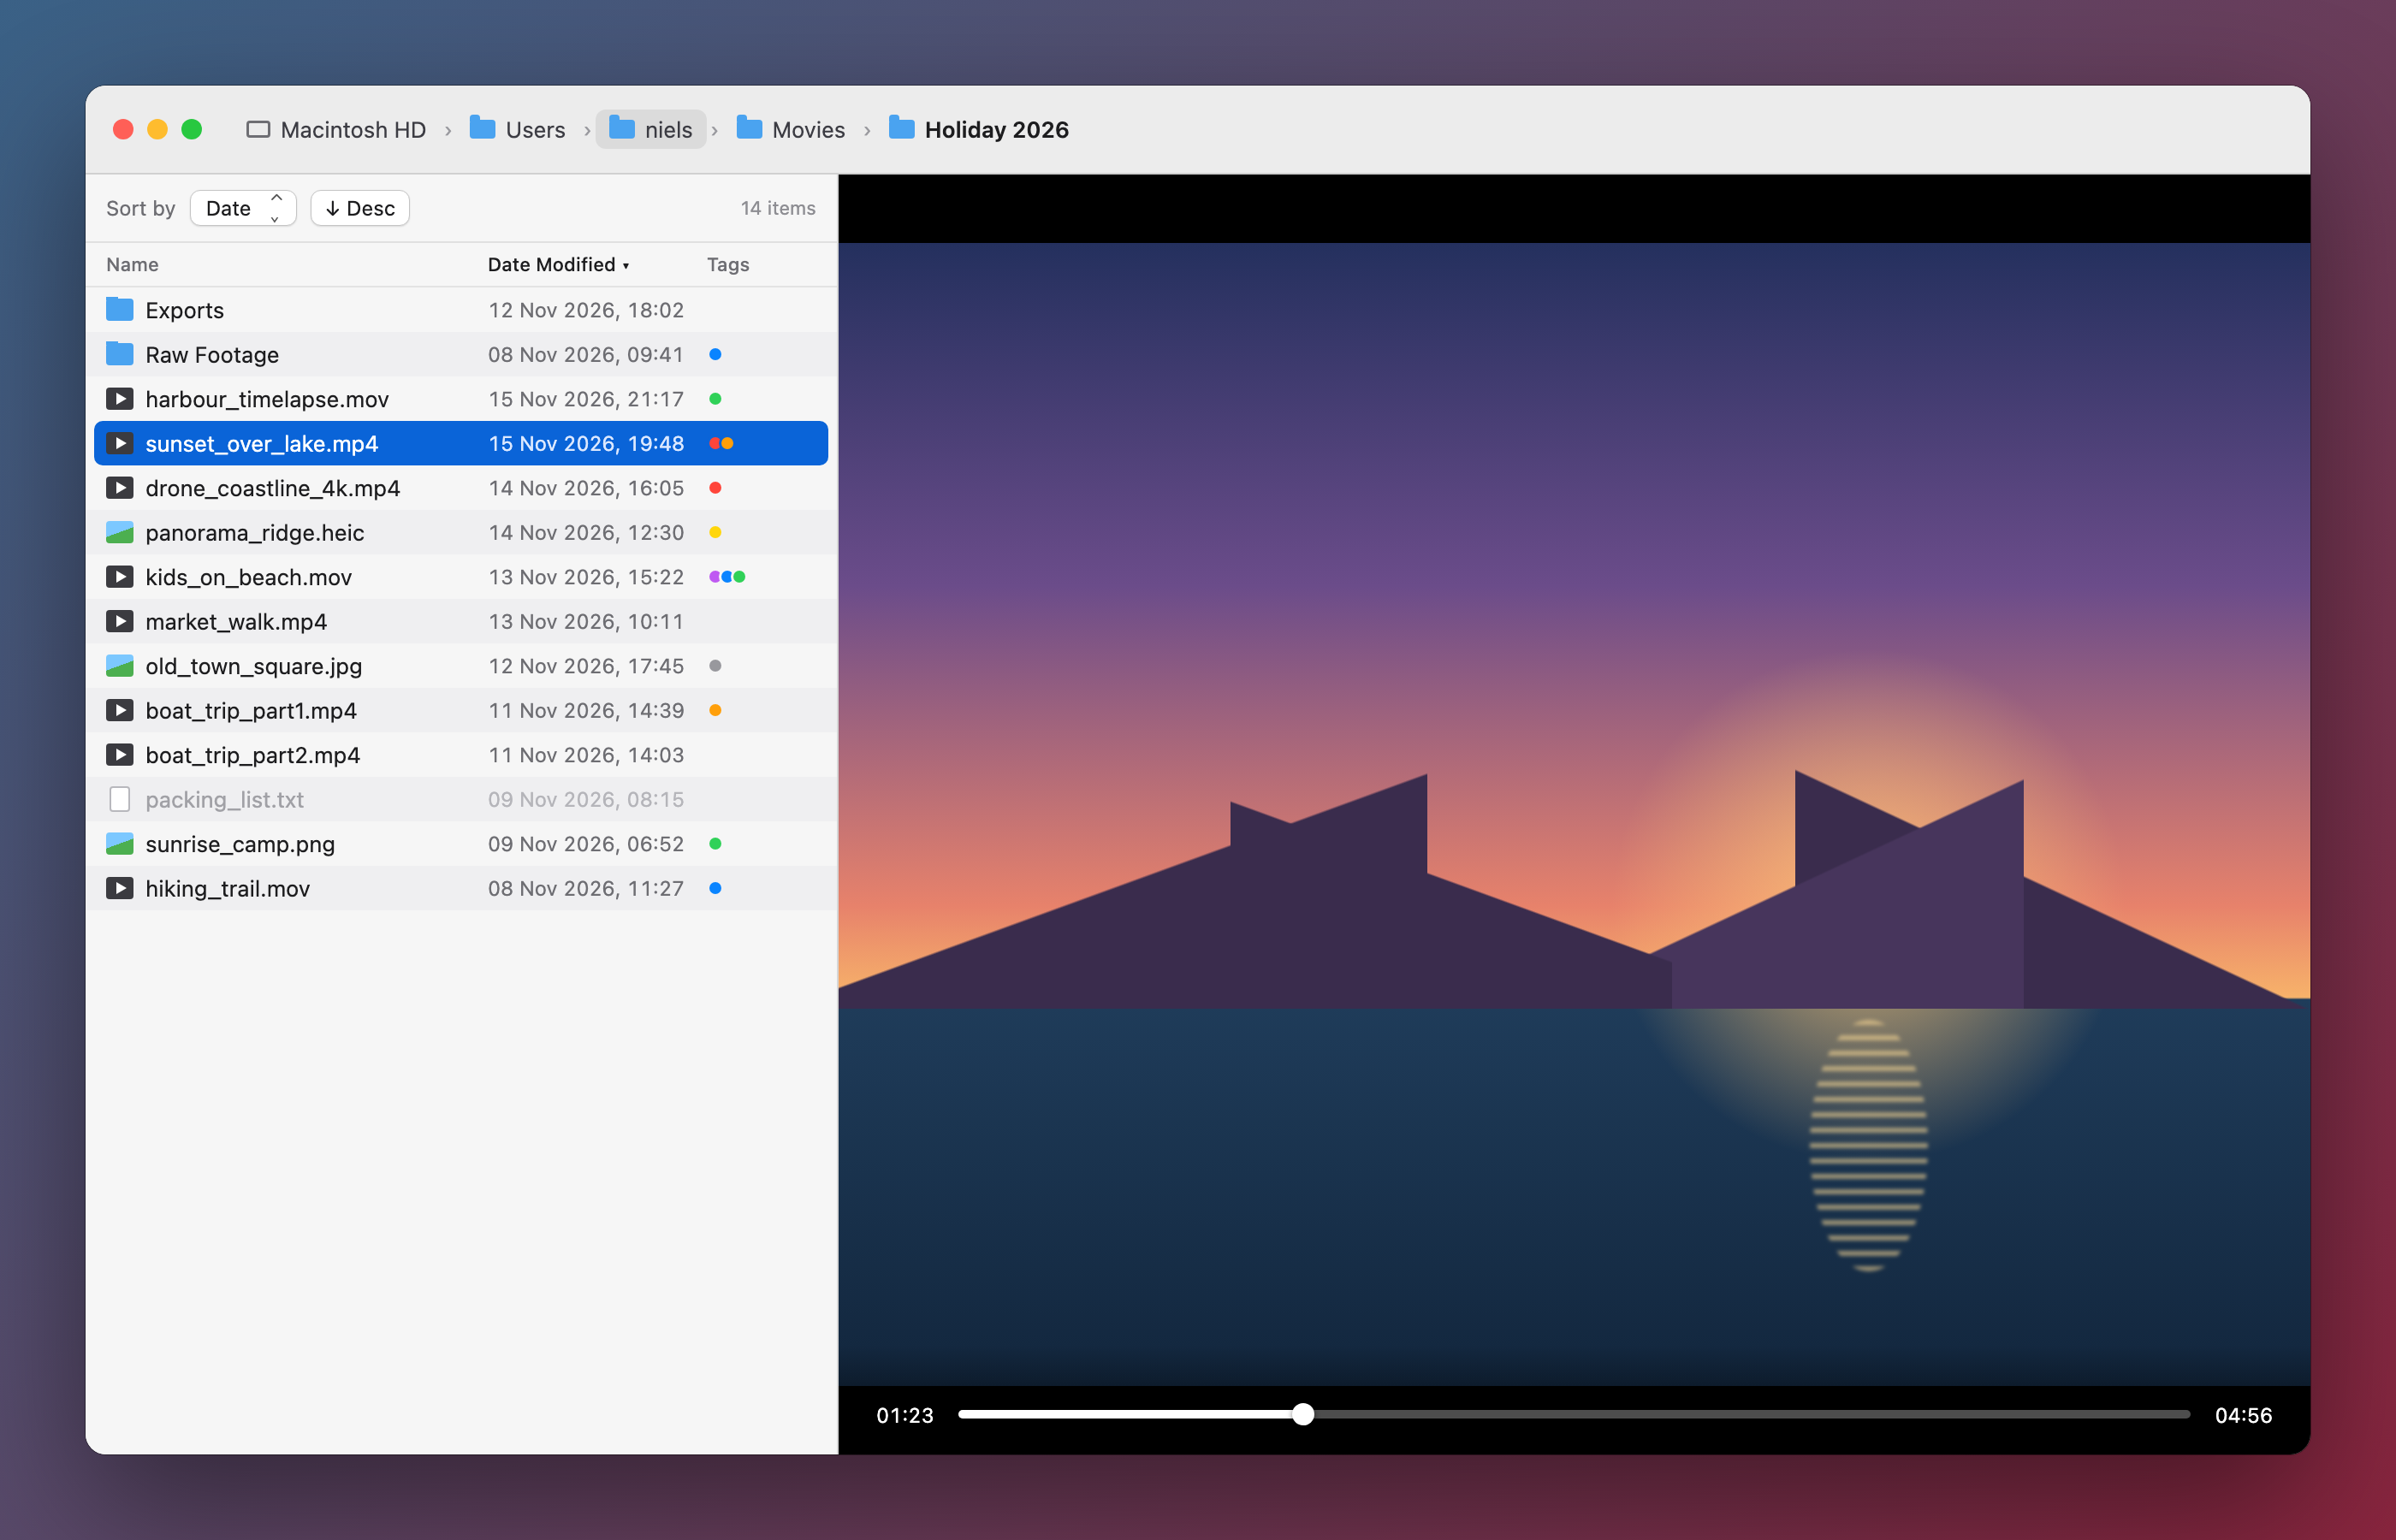 Macintosh HD › Users › niels › Movies › Holiday 2026
Sort by Date ↓ Desc 14 items
Name Date Modified ▾ Tags
Exports 12 Nov 2026, 18:02
Raw Footage 08 Nov 2026, 09:41
harbour_timelapse.mov 15 Nov 2026, 21:17
sunset_over_lake.mp4 15 Nov 2026, 19:48
drone_coastline_4k.mp4 14 Nov 2026, 16:05
panorama_ridge.heic 14 Nov 2026, 12:30
kids_on_beach.mov 13 Nov 2026, 15:22
market_walk.mp4 13 Nov 2026, 10:11
old_town_square.jpg 12 Nov 2026, 17:45
boat_trip_part1.mp4 11 Nov 2026, 14:39
boat_trip_part2.mp4 11 Nov 2026, 14:03
packing_list.txt 09 Nov 2026, 08:15
sunrise_camp.png 09 Nov 2026, 06:52
hiking_trail.mov 08 Nov 2026, 11:27
01:23 04:56